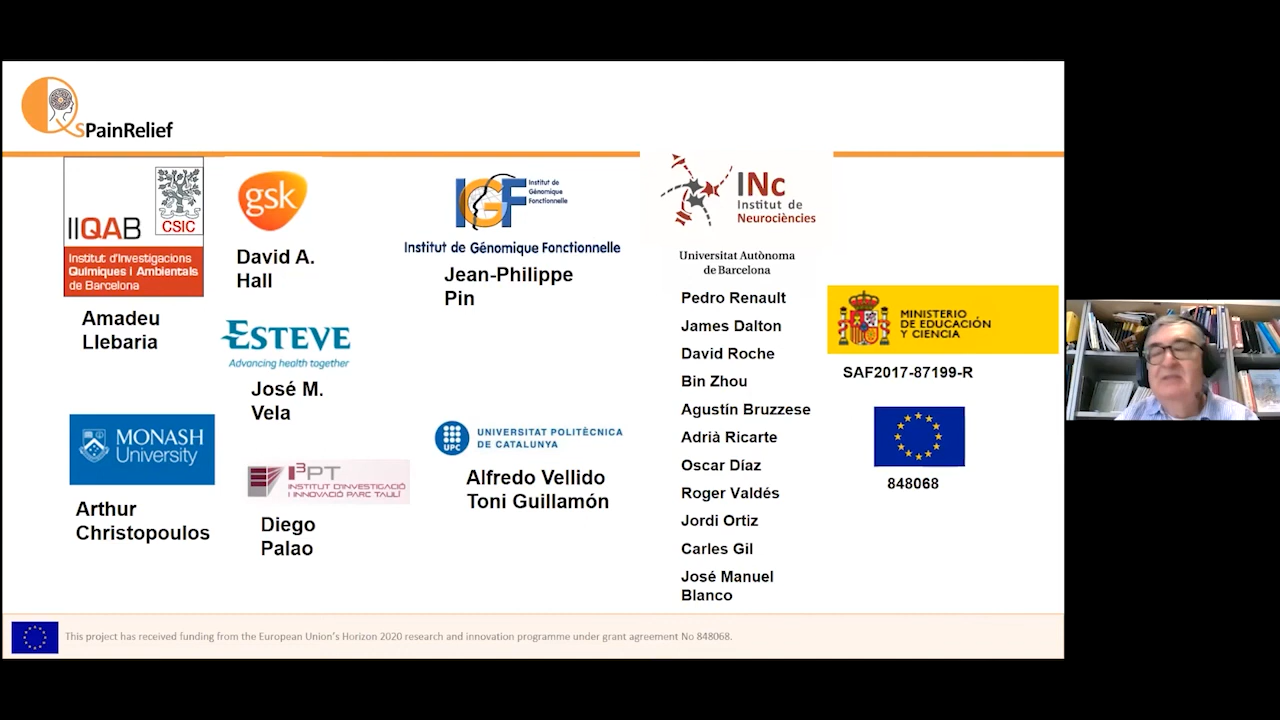 sPainRelief
IIQAB
CSIC
Institut d'Investigacions
Químiques i Ambientals
de Barcelona
Amadeu
Llebaria
MONASH
University
Arthur
Christopoulos
gsk
David A.
Hall
ESTEVE
Advancing health together
José M.
Vela
I3PT
INSTITUT D'INVESTIGACIÓ
I INNOVACIÓ PARC TAULÍ
Diego
Palao
IGF
Institut de
Génomique
Fonctionnelle
Institut de Génomique Fonctionnelle
Jean-Philippe
Pin
UPC
UNIVERSITAT POLITÈCNICA
DE CATALUNYA
Alfredo Vellido
Toni Guillamón
INc
Institut de
Neurociències
Universitat Autònoma
de Barcelona
Pedro Renault
James Dalton
David Roche
Bin Zhou
Agustín Bruzzese
Adrià Ricarte
Oscar Díaz
Roger Valdés
Jordi Ortiz
Carles Gil
José Manuel
Blanco
MINISTERIO
DE EDUCACIÓN
Y CIENCIA
SAF2017-87199-R
848068
This project has received funding from the European Union's Horizon 2020 research and innovation programme under grant agreement No 848068.